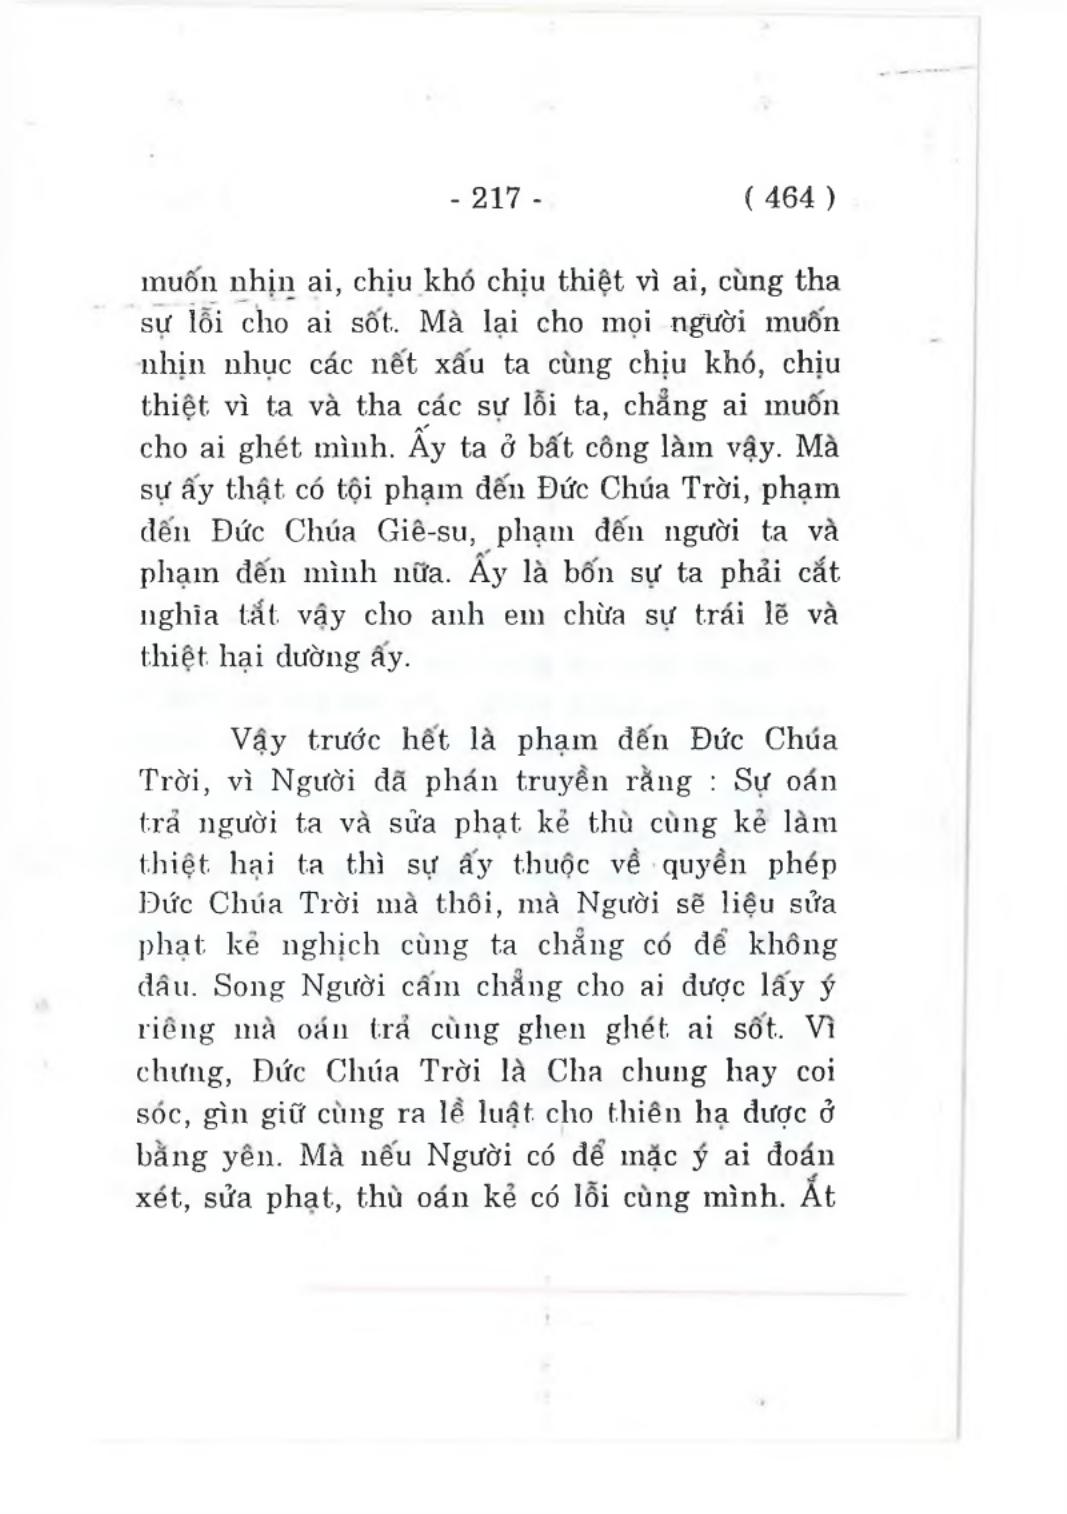 - 217 - ( 464 )
muốn nhịn ai, chịu khó chịu thiệt vì ai, cùng tha
sự lỗi cho ai sốt. Mà lại cho mọi người muốn
nhịn nhục các nết xấu ta cùng chịu khó, chịu
thiệt vì ta và tha các sự lỗi ta, chẳng ai muốn
cho ai ghét mình. Ấy ta ở bất công làm vậy. Mà
sự ấy thật có tội phạm đến Đức Chúa Trời, phạm
đến Đức Chúa Giê-su, phạm đến người ta và
phạm đến mình nữa. Ấy là bốn sự ta phải cắt
nghĩa tắt vậy cho anh em chừa sự trái lẽ và
thiệt hại dường ấy.
Vậy trước hết là phạm đến Đức Chúa
Trời, vì Người đã phán truyền rằng : Sự oán
trả người ta và sửa phạt kẻ thù cùng kẻ làm
thiệt hại ta thì sự ấy thuộc về quyền phép
Đức Chúa Trời mà thôi, mà Người sẽ liệu sửa
phạt kẻ nghịch cùng ta chẳng có để không
đâu. Song Người cấm chẳng cho ai được lấy ý
riêng mà oán trả cùng ghen ghét ai sốt. Vì
chưng, Đức Chúa Trời là Cha chung hay coi
sóc, gìn giữ cùng ra lề luật cho thiên hạ được ở
bằng yên. Mà nếu Người có để mặc ý ai đoán
xét, sửa phạt, thù oán kẻ có lỗi cùng mình. Ắt